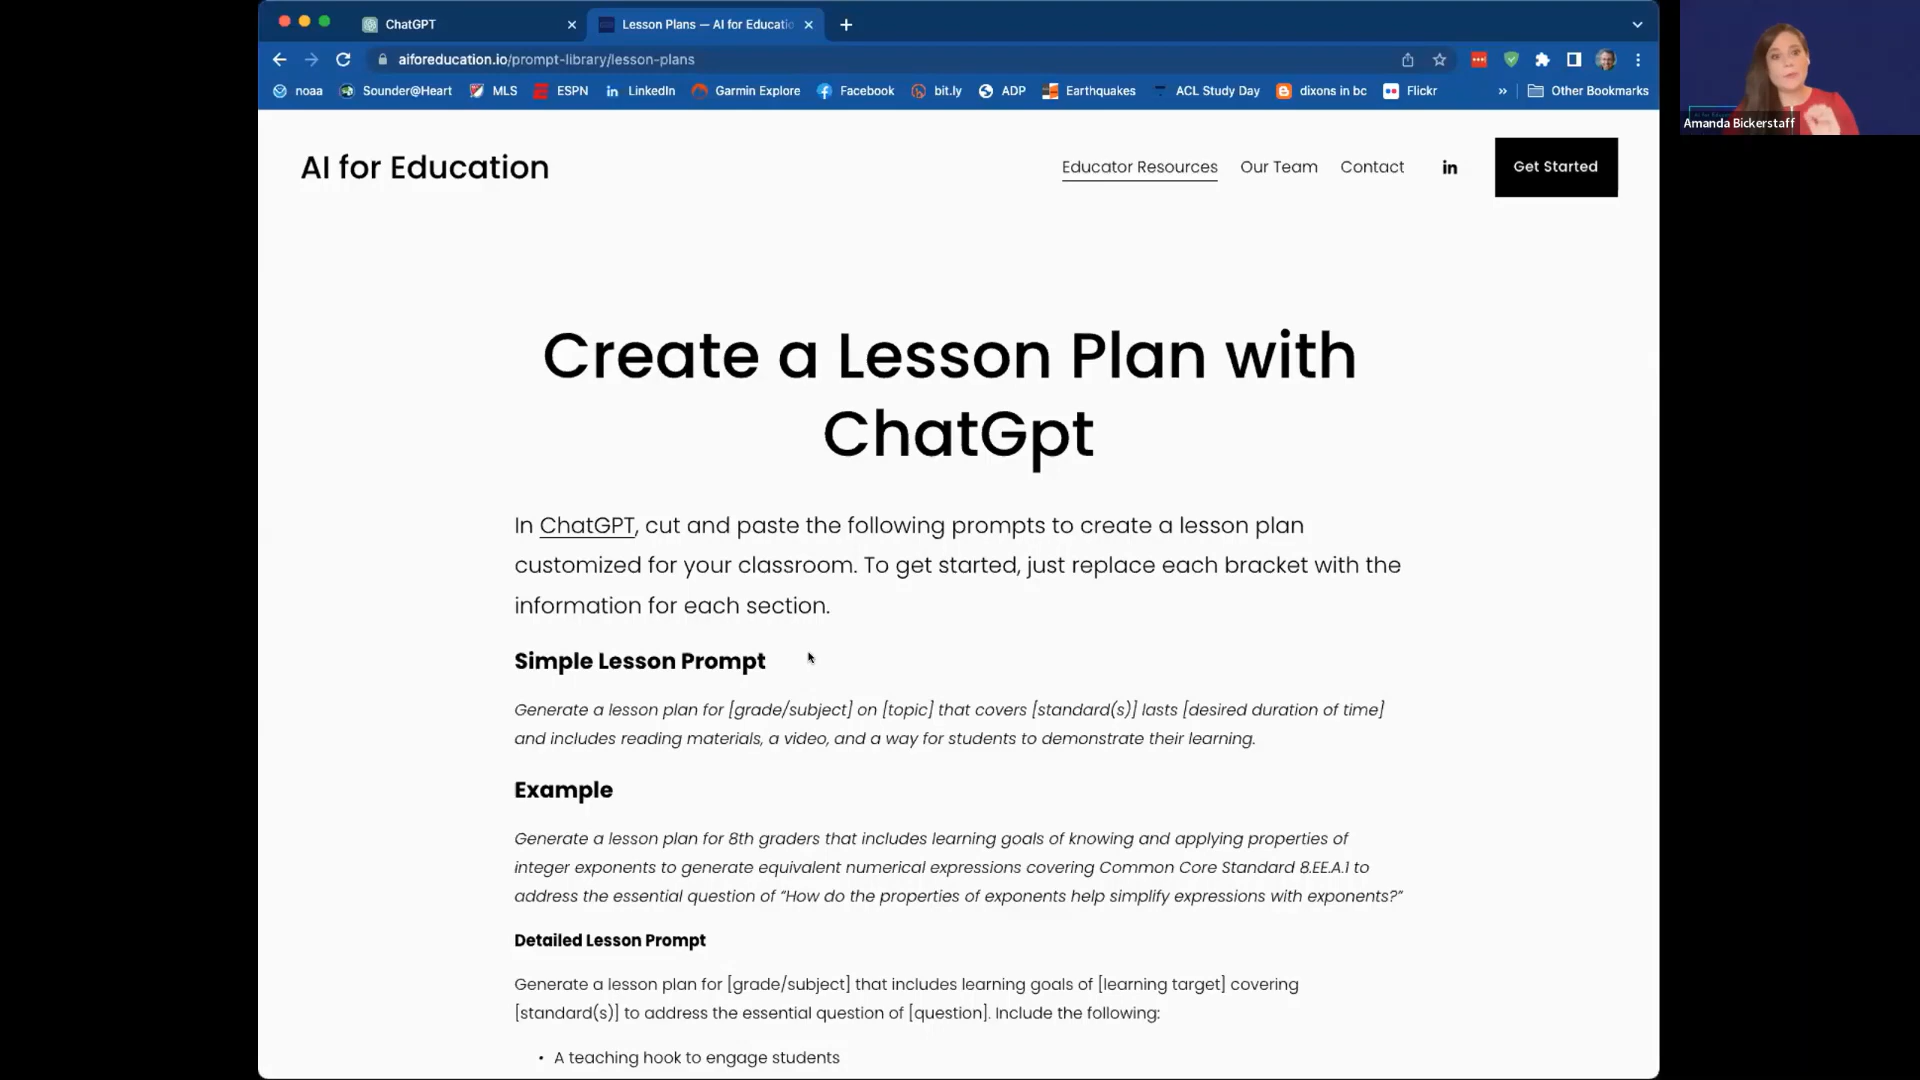 ChatGPT
Lesson Plans — AI for Educatio
aiforeducation.io/prompt-library/lesson-plans
noaa
Sounder@Heart
MLS
ESPN
LinkedIn
Garmin Explore
Facebook
bit.ly
ADP
Earthquakes
ACL Study Day
dixons in bc
Flickr
»
Other Bookmarks
Amanda Bickerstaff
AI for Education
Educator Resources
Our Team
Contact
in
Get Started
Create a Lesson Plan with
ChatGpt
In ChatGPT, cut and paste the following prompts to create a lesson plan
customized for your classroom. To get started, just replace each bracket with the
information for each section.
Simple Lesson Prompt
Generate a lesson plan for [grade/subject] on [topic] that covers [standard(s)] lasts [desired duration of time]
and includes reading materials, a video, and a way for students to demonstrate their learning.
Example
Generate a lesson plan for 8th graders that includes learning goals of knowing and applying properties of
integer exponents to generate equivalent numerical expressions covering Common Core Standard 8.EE.A.1 to
address the essential question of “How do the properties of exponents help simplify expressions with exponents?”
Detailed Lesson Prompt
Generate a lesson plan for [grade/subject] that includes learning goals of [learning target] covering
[standard(s)] to address the essential question of [question]. Include the following:
• A teaching hook to engage students